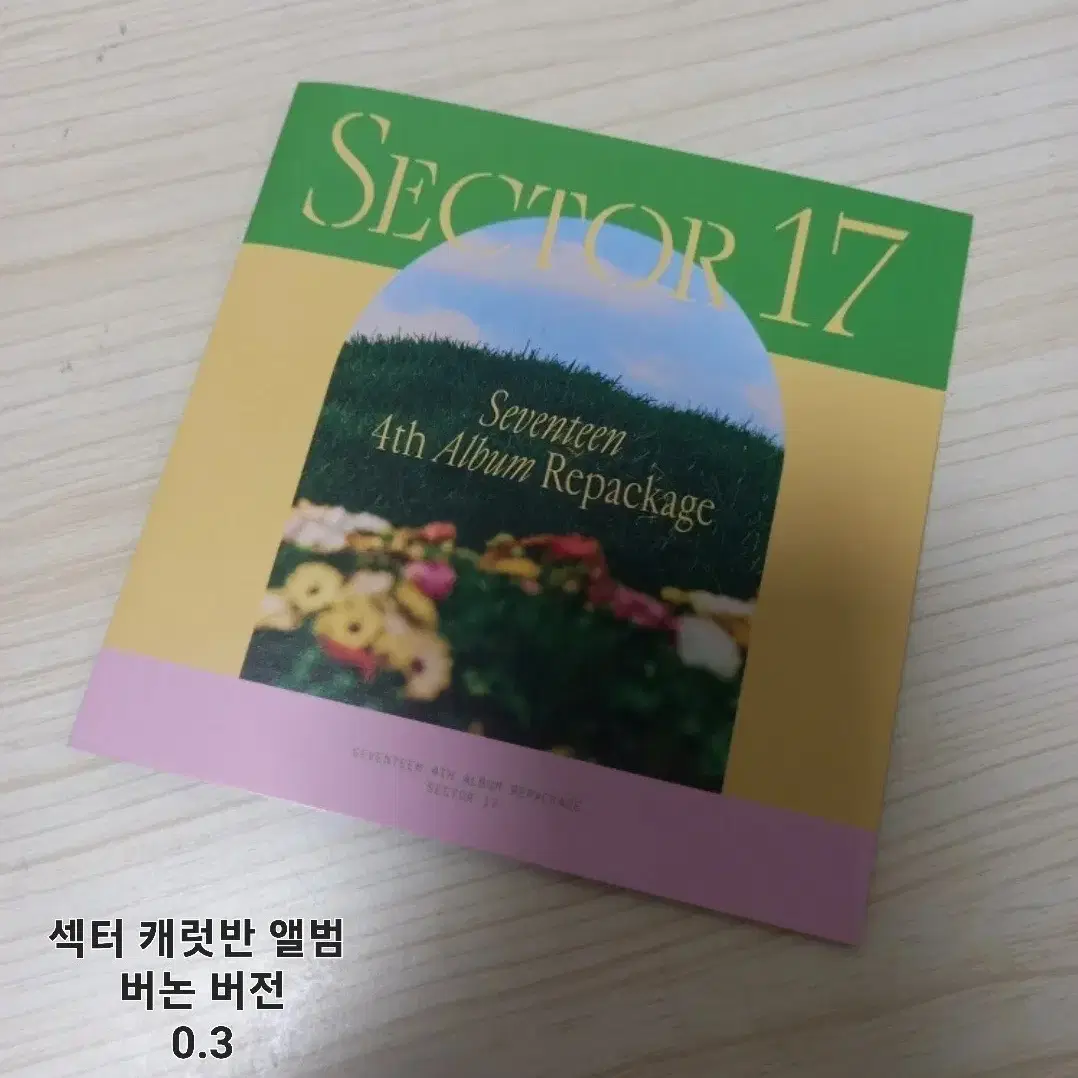 SECTOR 17
Seventeen
4th Album Repackage
SEVENTEEN 4TH ALBUM REPACKAGE
SECTOR 17
섹터 캐럿반 앨범
버논 버전
0.3